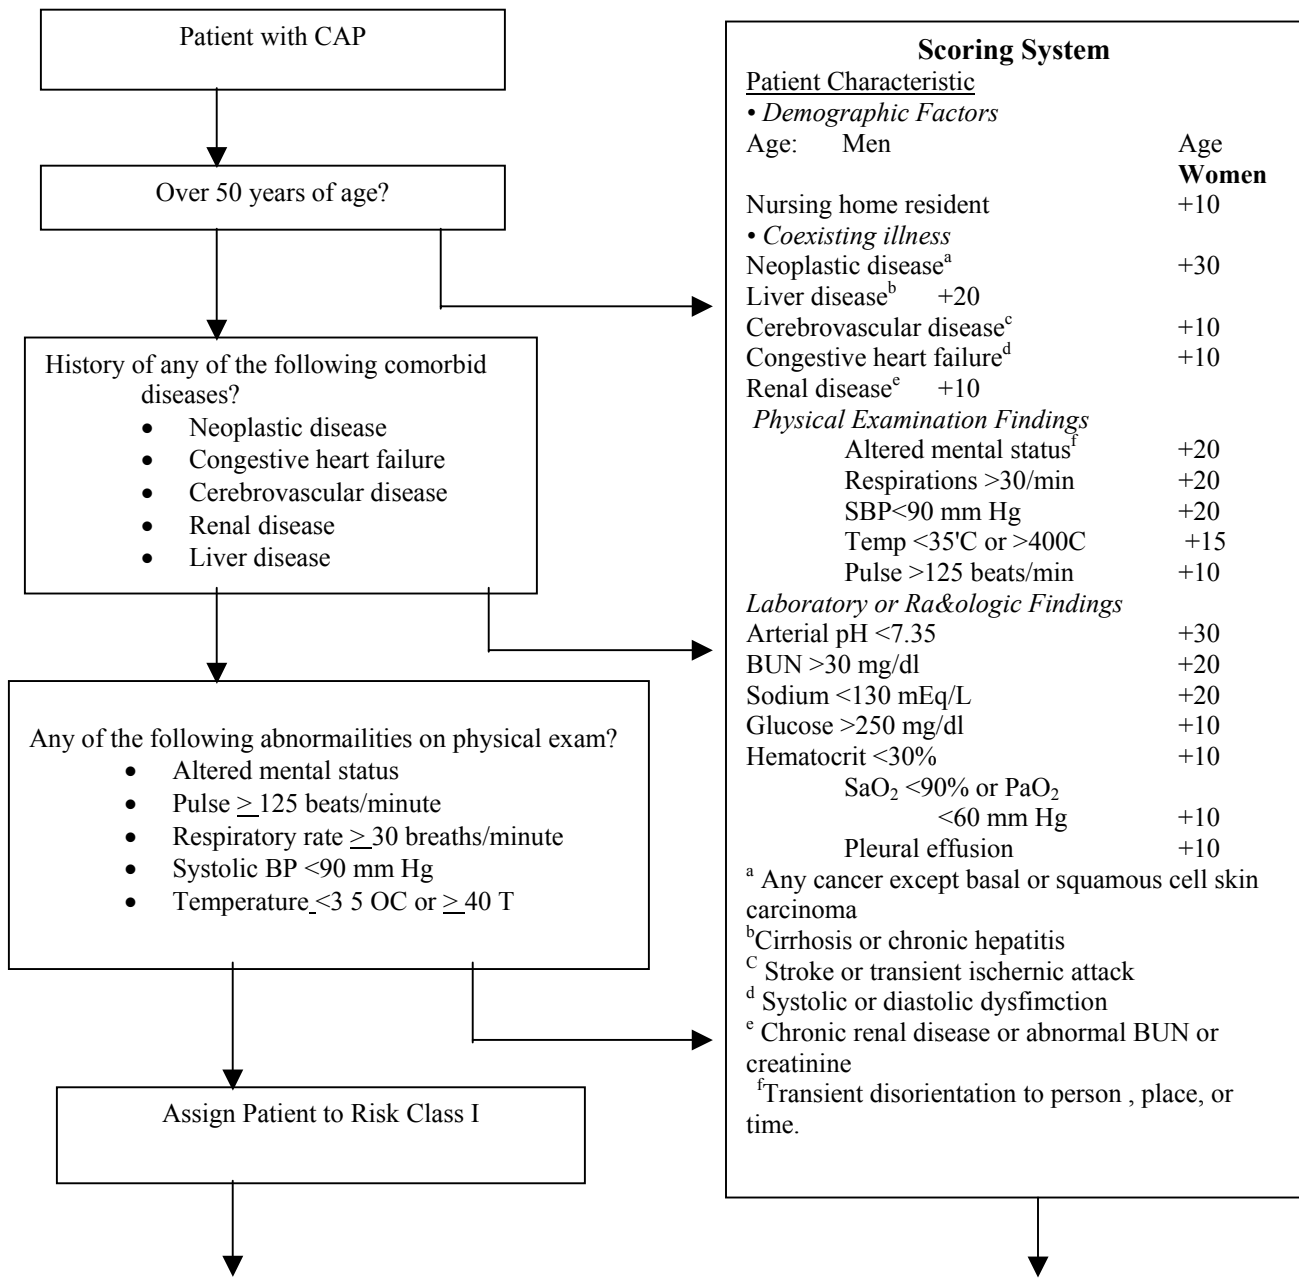 Patient with CAP
Over 50 years of age?
History of any of the following comorbid
diseases?
• Neoplastic disease
• Congestive heart failure
• Cerebrovascular disease
• Renal disease
• Liver disease
Any of the following abnormailities on physical exam?
• Altered mental status
• Pulse > 125 beats/minute
• Respiratory rate > 30 breaths/minute
• Systolic BP <90 mm Hg
• Temperature <3 5 OC or > 40 T
Assign Patient to Risk Class I
Scoring System
Patient Characteristic
• Demographic Factors
Age: Men Age
Women
Nursing home resident +10
• Coexisting illness
Neoplastic disease^a +30
Liver disease^b +20
Cerebrovascular disease^c +10
Congestive heart failure^d +10
Renal disease^e +10
Physical Examination Findings
Altered mental status^f +20
Respirations >30/min +20
SBP<90 mm Hg +20
Temp <35'C or >400C +15
Pulse >125 beats/min +10
Laboratory or Ra&ologic Findings
Arterial pH <7.35 +30
BUN >30 mg/dl +20
Sodium <130 mEq/L +20
Glucose >250 mg/dl +10
Hematocrit <30% +10
SaO₂ <90% or PaO₂
<60 mm Hg +10
Pleural effusion +10
^a Any cancer except basal or squamous cell skin
carcinoma
^bCirrhosis or chronic hepatitis
^C Stroke or transient ischernic attack
^d Systolic or diastolic dysfimction
^e Chronic renal disease or abnormal BUN or
creatinine
^fTransient disorientation to person , place, or
time.